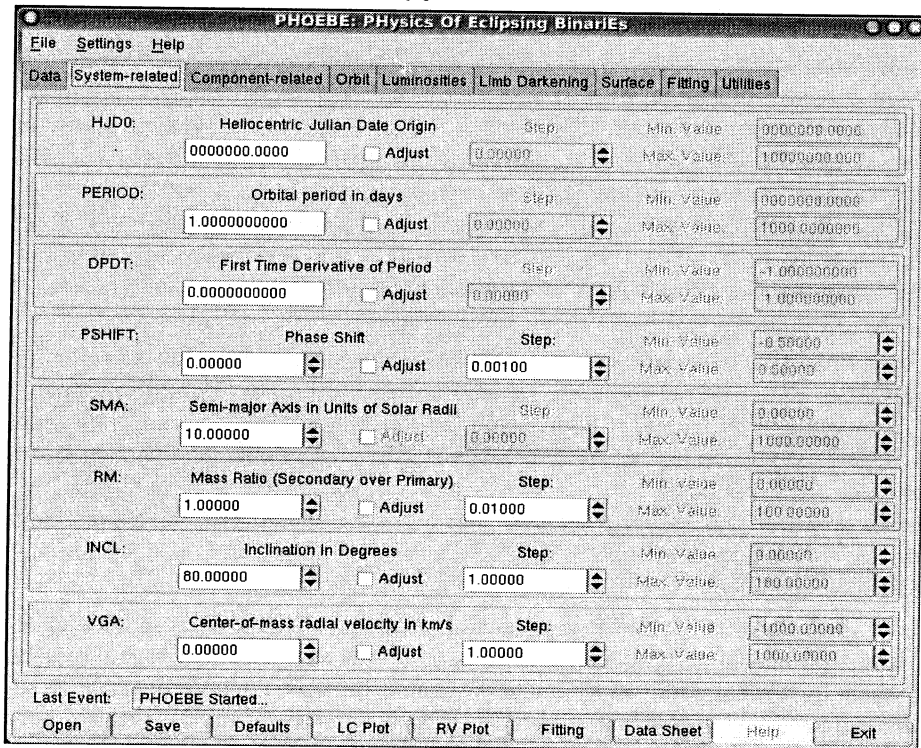 PHOEBE: PHysics Of Eclipsing BinariEs
File Settings Help
Data System-related Component-related Orbit Luminosities Limb Darkening Surface Fitting Utilities
HJD0: Heliocentric Julian Date Origin Step Min. Value 0000000.0000
0000000.0000 Adjust 0.00000 Max. Value 10000000.000
PERIOD: Orbital period in days Step Min. Value 0000000.0000
1.0000000000 Adjust 0.00000 Max. Value 1000.0000000
DPDT: First Time Derivative of Period Step Min. Value -1.000000000
0.0000000000 Adjust 0.00000 Max. Value 1.000000000
PSHIFT: Phase Shift Step: Min. Value -0.50000
0.00000 Adjust 0.00100 Max. Value 0.50000
SMA: Semi-major Axis in Units of Solar Radii Step Min. Value 0.00000
10.00000 Adjust 0.00000 Max. Value 1000.00000
RM: Mass Ratio (Secondary over Primary) Step: Min. Value 0.00000
1.00000 Adjust 0.01000 Max. Value 100.00000
INCL: Inclination in Degrees Step: Min. Value 0.00000
80.00000 Adjust 1.00000 Max. Value 180.00000
VGA: Center-of-mass radial velocity in km/s Step: Min. Value -1000.00000
0.00000 Adjust 1.00000 Max. Value 1000.00000
Last Event: PHOEBE Started...
Open Save Defaults LC Plot RV Plot Fitting Data Sheet Help Exit